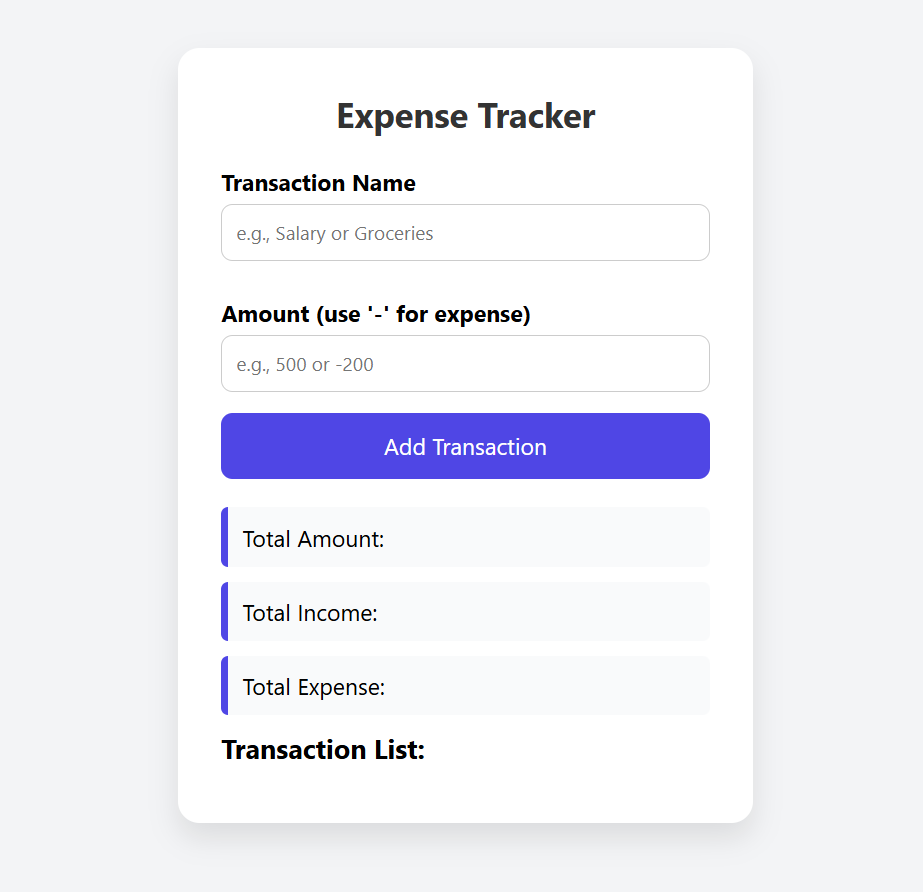 Expense Tracker
Transaction Name
e.g., Salary or Groceries
Amount (use '-' for expense)
e.g., 500 or -200
Add Transaction
Total Amount:
Total Income:
Total Expense:
Transaction List: